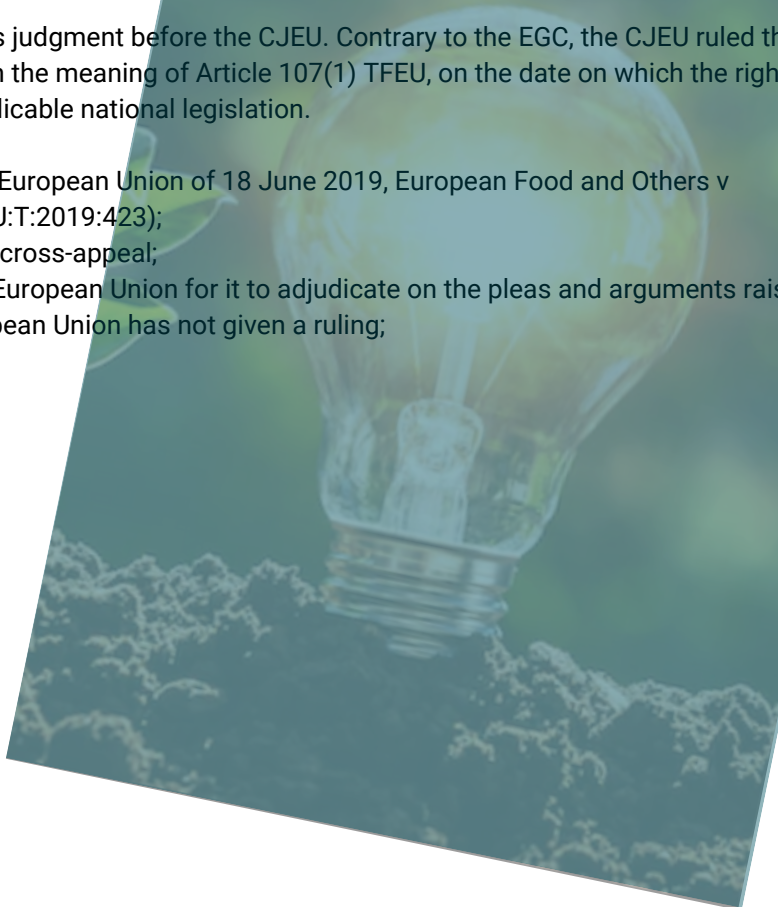 s judgment before the CJEU. Contrary to the EGC, the CJEU ruled th
n the meaning of Article 107(1) TFEU, on the date on which the righ
licable national legislation.
European Union of 18 June 2019, European Food and Others v
J:T:2019:423);
cross-appeal;
European Union for it to adjudicate on the pleas and arguments rais
pean Union has not given a ruling;